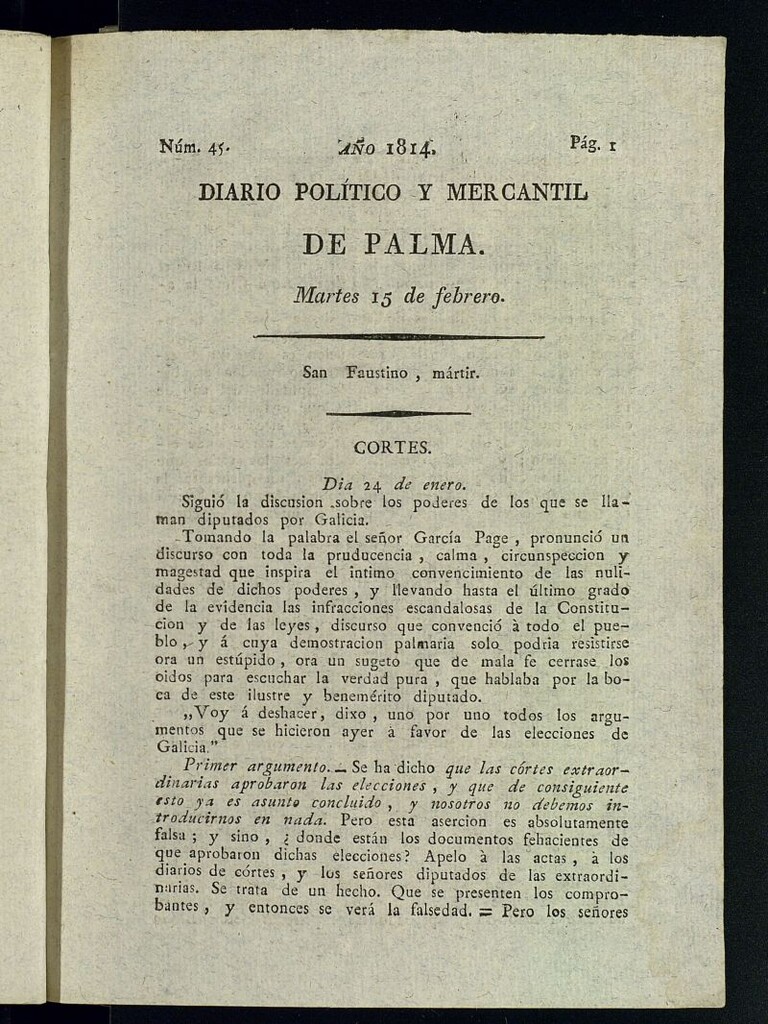 Núm. 45. AÑO 1814. Pág. 1
DIARIO POLÍTICO Y MERCANTIL
DE PALMA.
Martes 15 de febrero.
San Faustino , mártir.
CORTES.
Dia 24 de enero.
Siguió la discusion sobre los poderes de los que se lla-
man diputados por Galicia.
Tomando la palabra el señor García Page , pronunció un
discurso con toda la pruducencia , calma , circunspeccion y
magestad que inspira el íntimo convencimiento de las nuli-
dades de dichos poderes , y llevando hasta el último grado
de la evidencia las infracciones escandalosas de la Constitu-
cion y de las leyes , discurso que convenció à todo el pue-
blo , y á cuya demostracion palmaria solo podria resistirse
ora un estúpido , ora un sugeto que de mala fe cerrase los
oidos para escuchar la verdad pura , que hablaba por la bo-
ca de este ilustre y benemérito diputado.
„Voy á deshacer, dixo , uno por uno todos los argu-
mentos que se hicieron ayer à favor de las elecciones de
Galicia."
Primer argumento. — Se ha dicho que las córtes extraor-
dinarias aprobaron las elecciones , y que de consiguiente
esto ya es asunto concluido , y nosotros no debemos in-
troducirnos en nada. Pero esta asercion es absolutamente
falsa ; y sino , ¿ donde están los documentos fehacientes de
que aprobaron dichas elecciones? Apelo à las actas , à los
diarios de córtes , y los señores diputados de las extraordi-
narias. Se trata de un hecho. Que se presenten los compro-
bantes , y entonces se verá la falsedad. = Pero los señores